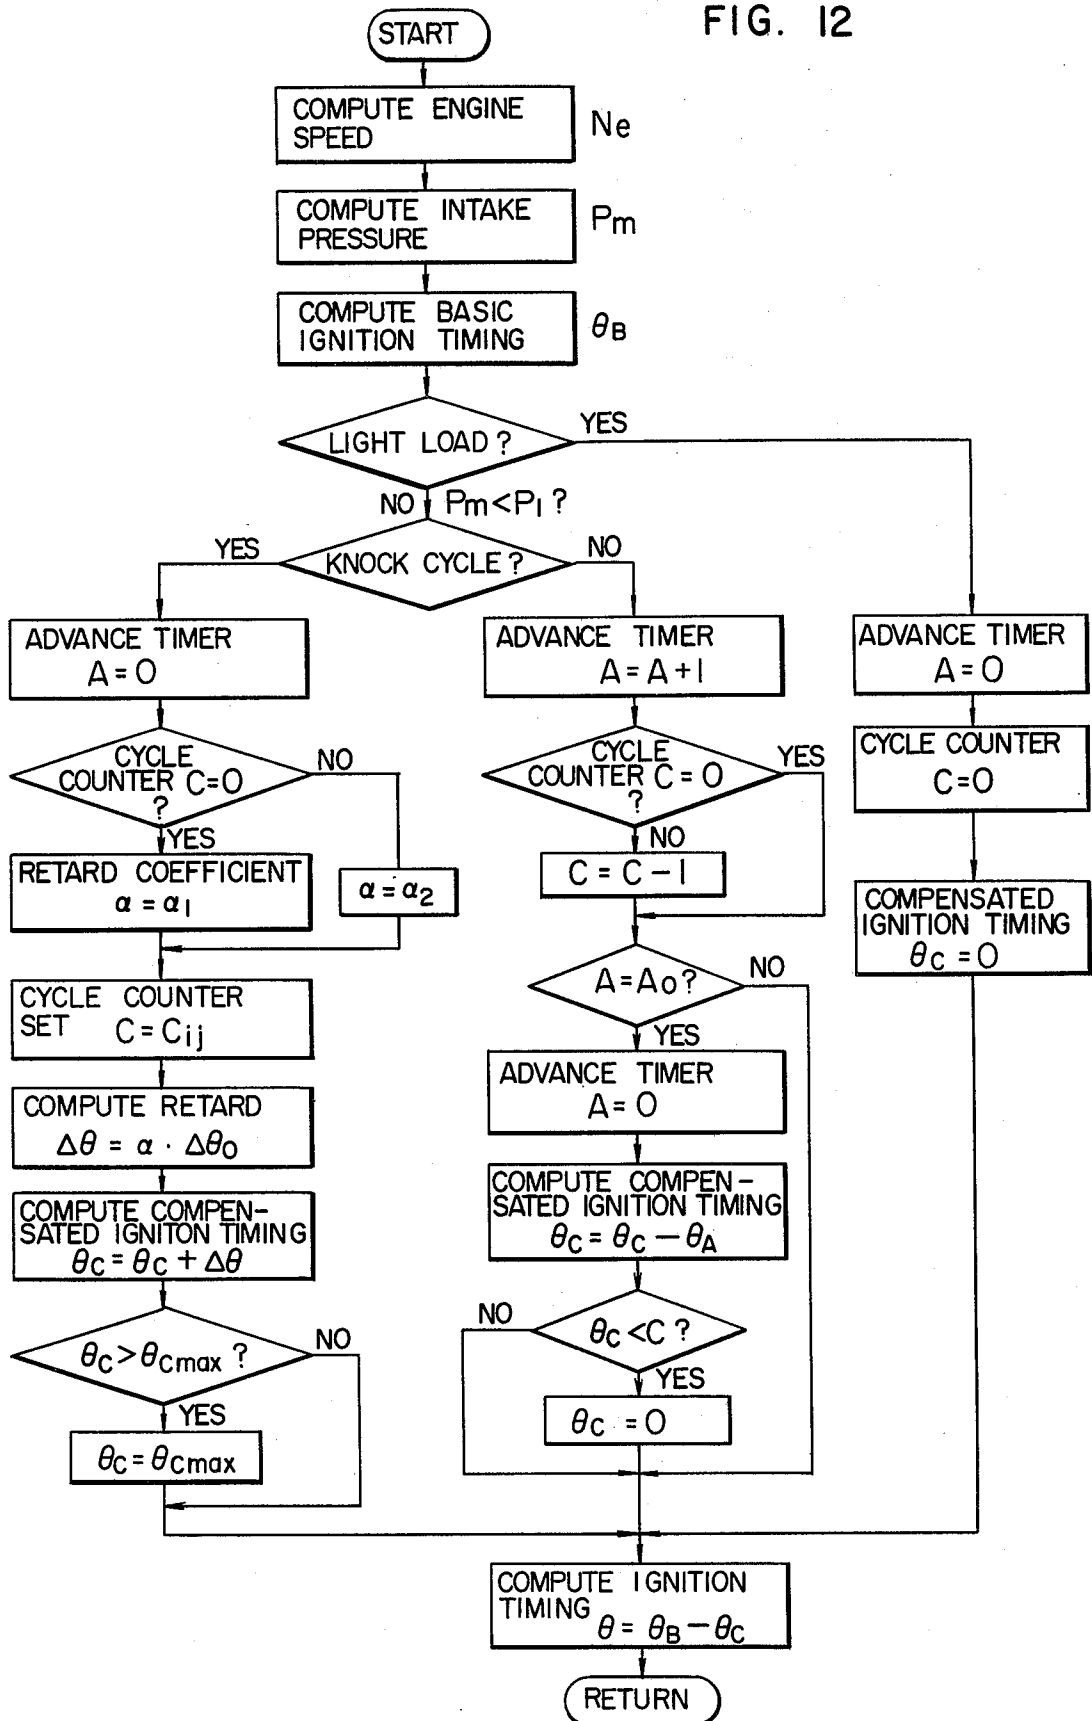 FIG. 12
START
COMPUTE ENGINE
SPEED
Ne
COMPUTE INTAKE
PRESSURE
Pm
COMPUTE BASIC
IGNITION TIMING
θB
LIGHT LOAD?
YES
NO
Pm<P1?
KNOCK CYCLE?
YES
NO
ADVANCE TIMER
A=0
CYCLE
COUNTER C=0
?
NO
YES
RETARD COEFFICIENT
α=α1
α=α2
CYCLE COUNTER
SET C=Cij
COMPUTE RETARD
Δθ = α · Δθ0
COMPUTE COMPEN-
SATED IGNITON TIMING
θC=θC+Δθ
θC>θCmax?
NO
YES
θC=θCmax
ADVANCE TIMER
A=A+1
CYCLE
COUNTER C=0
?
YES
NO
C=C-1
A=A0?
NO
YES
ADVANCE TIMER
A=0
COMPUTE COMPEN-
SATED IGNITION TIMING
θC=θC-θA
θC<C?
NO
YES
θC=0
ADVANCE TIMER
A=0
CYCLE COUNTER
C=0
COMPENSATED
IGNITION TIMING
θC=0
COMPUTE IGNITION
TIMING θ=θB-θC
RETURN